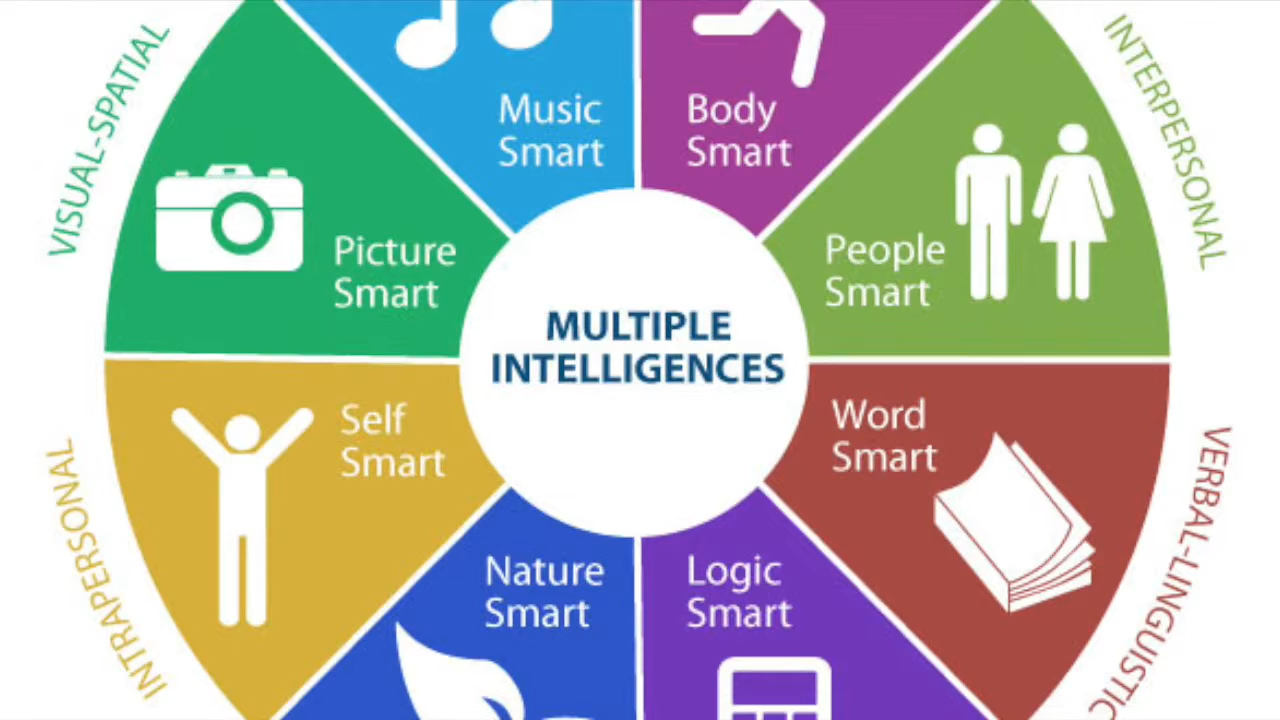 VISUAL-SPATIAL
INTERPERSONAL
Music
Smart
Body
Smart
Picture
Smart
People
Smart
MULTIPLE
INTELLIGENCES
Self
Smart
Word
Smart
INTRAPERSONAL
VERBAL-LINGUISTIC
Nature
Smart
Logic
Smart